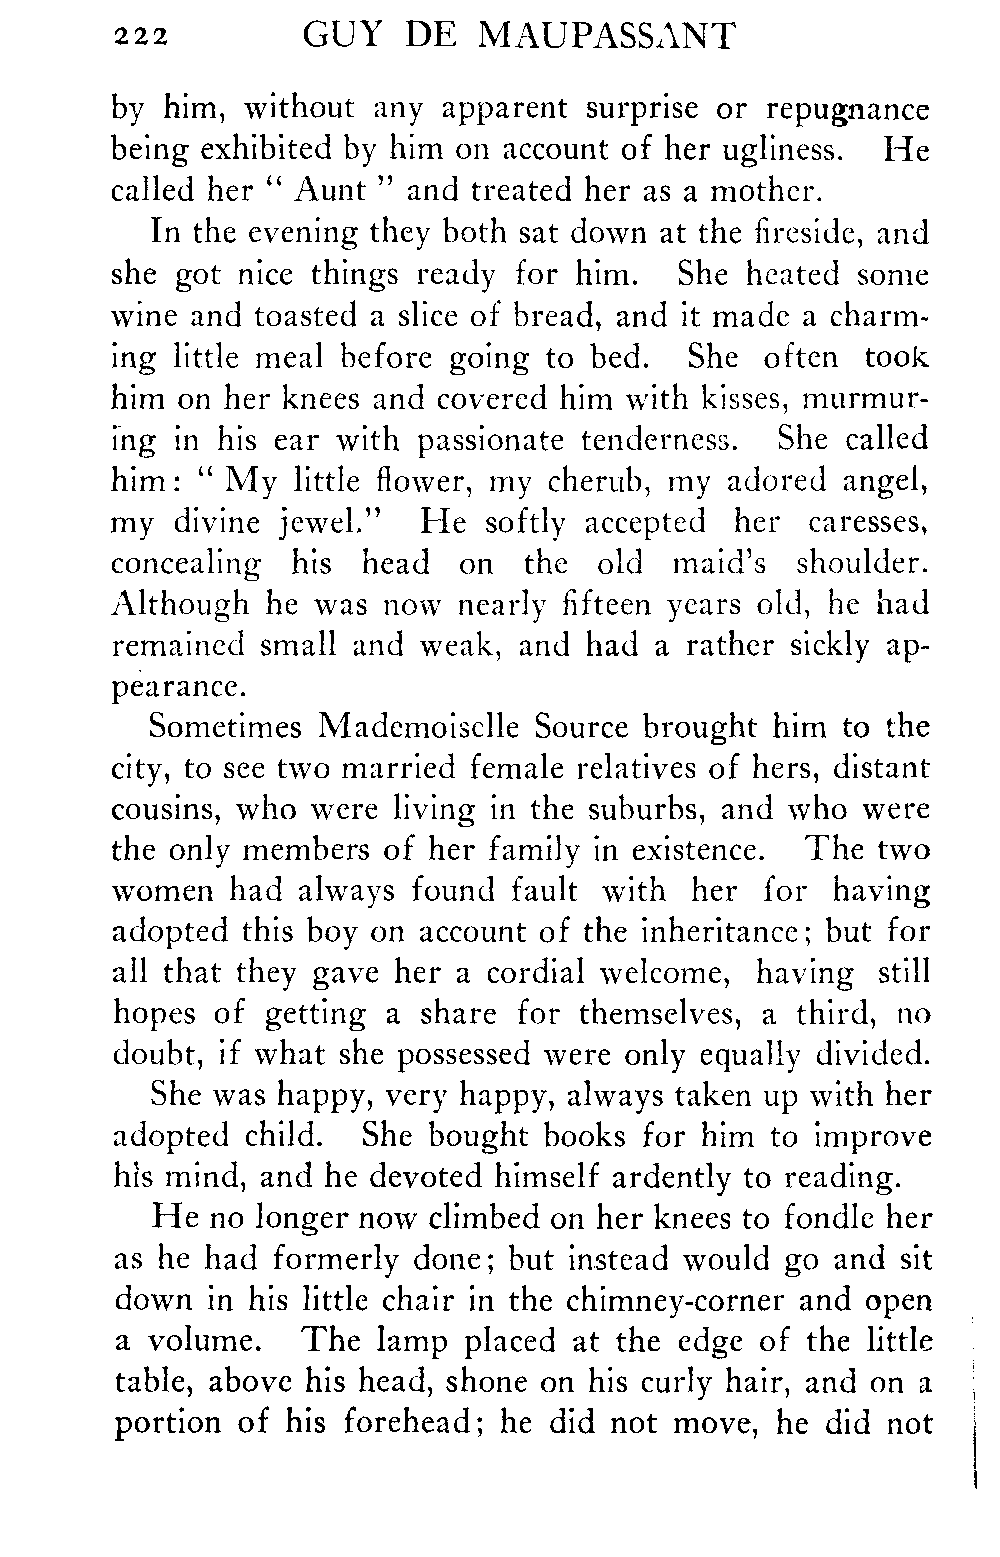 222 GUY DE MAUPASSANT
by him, without any apparent surprise or repugnance
being exhibited by him on account of her ugliness. He
called her “ Aunt ” and treated her as a mother.
In the evening they both sat down at the fireside, and
she got nice things ready for him. She heated some
wine and toasted a slice of bread, and it made a charm-
ing little meal before going to bed. She often took
him on her knees and covered him with kisses, murmur-
ing in his ear with passionate tenderness. She called
him: “ My little flower, my cherub, my adored angel,
my divine jewel.” He softly accepted her caresses,
concealing his head on the old maid's shoulder.
Although he was now nearly fifteen years old, he had
remained small and weak, and had a rather sickly ap-
pearance.
Sometimes Mademoiselle Source brought him to the
city, to see two married female relatives of hers, distant
cousins, who were living in the suburbs, and who were
the only members of her family in existence. The two
women had always found fault with her for having
adopted this boy on account of the inheritance; but for
all that they gave her a cordial welcome, having still
hopes of getting a share for themselves, a third, no
doubt, if what she possessed were only equally divided.
She was happy, very happy, always taken up with her
adopted child. She bought books for him to improve
his mind, and he devoted himself ardently to reading.
He no longer now climbed on her knees to fondle her
as he had formerly done; but instead would go and sit
down in his little chair in the chimney-corner and open
a volume. The lamp placed at the edge of the little
table, above his head, shone on his curly hair, and on a
portion of his forehead; he did not move, he did not